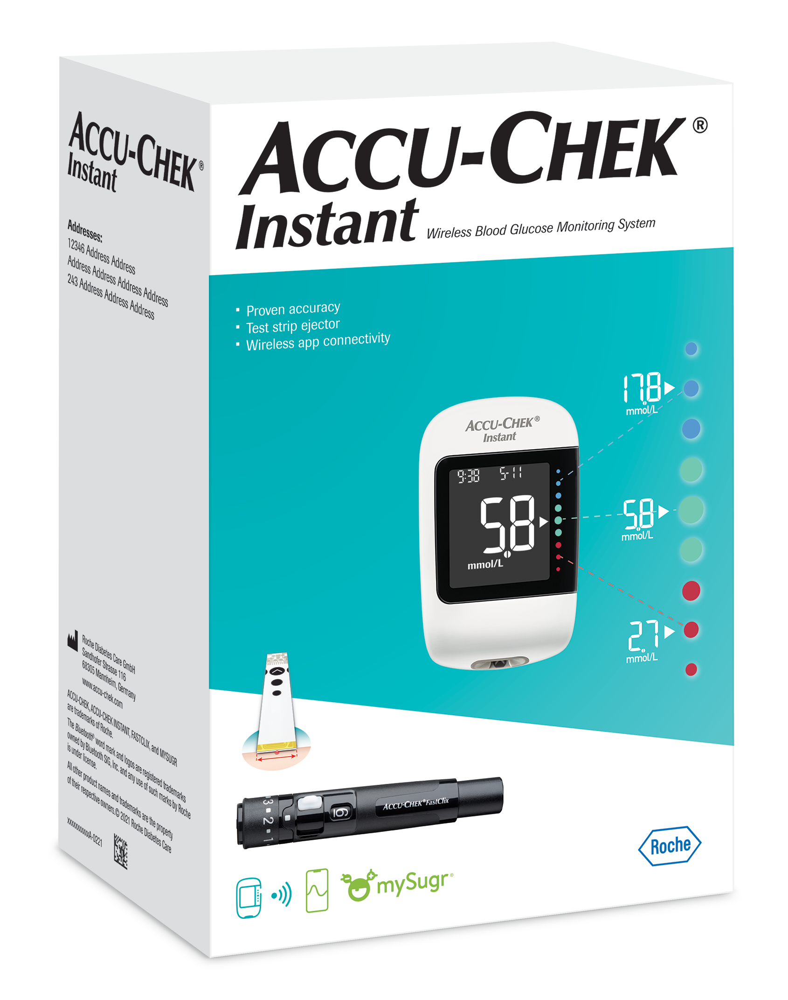 ACCU-CHEK®
Instant
Addresses:
12346 Address Address
Address Address Address Address
243 Address Address Address
Roche Diabetes Care GmbH
Sandhofer Strasse 116
68305 Mannheim, Germany
www.accu-chek.com
ACCU-CHEK, ACCU-CHEK INSTANT, FASTCLIX, and MYSUGR
are trademarks of Roche.
The Bluetooth® word mark and logos are registered trademarks
owned by Bluetooth SIG, Inc. and any use of such marks by Roche
is under license.
All other product names and trademarks are the property
of their respective owners.© 2021 Roche Diabetes Care
xxxxxxxxxxxA-0221
ACCU-CHEK®
Instant Wireless Blood Glucose Monitoring System
▪ Proven accuracy
▪ Test strip ejector
▪ Wireless app connectivity
ACCU-CHEK®
Instant
9:38 5-11
5.8
mmol/L
17.8
mmol/L
5.8
mmol/L
2.7
mmol/L
3 2 1
6
ACCU-CHEK® FastClix
mySugr®
Roche